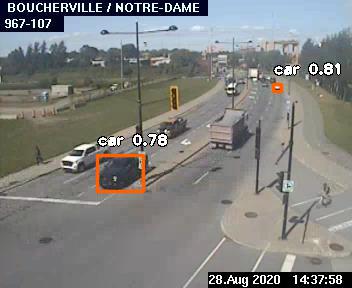 BOUCHERVILLE / NOTRE-DAME
967-107
car 0.81
car 0.78
28.Aug 2020 14:37:58